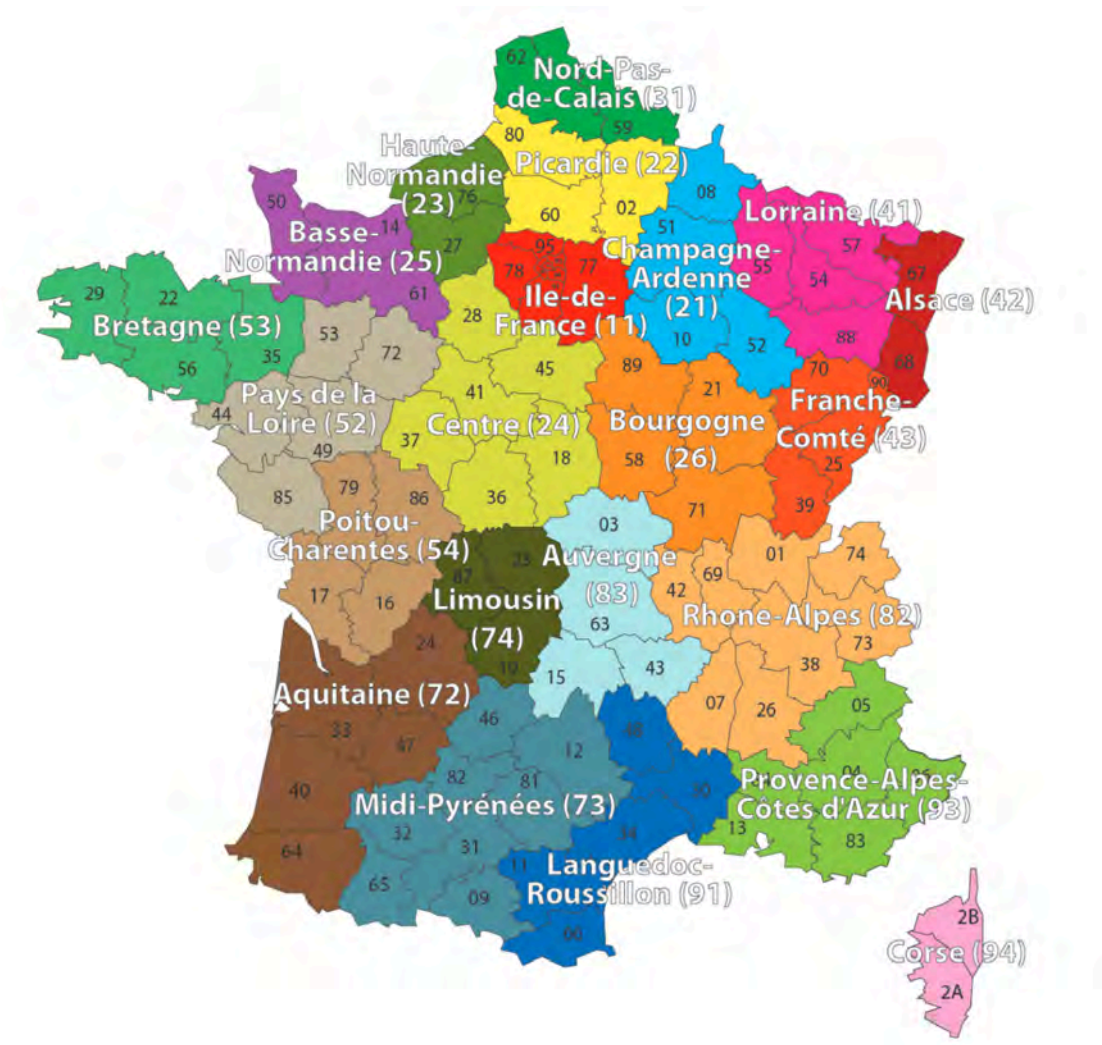 62
Nord-Pas-
de-Calais (31)
59
80
Picardie (22)
60
02
Haute-
Normandie
(23)
76
27
08
51
Champagne-
Ardenne
(21)
10
52
Lorraine (41)
57
55
54
88
67
Alsace (42)
68
50
14
Basse-
Normandie (25)
61
95
78
77
Ile-de-
France (11)
29
22
Bretagne (53)
56
35
53
72
44
Pays de la
Loire (52)
49
85
28
45
41
Centre (24)
37
18
36
89
21
Bourgogne
(26)
58
71
70
90
Franche-
Comté (43)
25
39
79
86
Poitou-
Charentes (54)
17
16
87
23
Limousin
(74)
19
03
Auvergne
(83)
63
15
43
01
74
42
69
Rhone-Alpes (82)
73
38
07
26
24
Aquitaine (72)
33
47
40
64
46
12
82
81
Midi-Pyrénées (73)
32
31
65
09
48
30
34
11
Languedoc-
Roussillon (91)
05
04
06
Provence-Alpes-
Côtes d'Azur (93)
13
83
2B
Corse (94)
2A